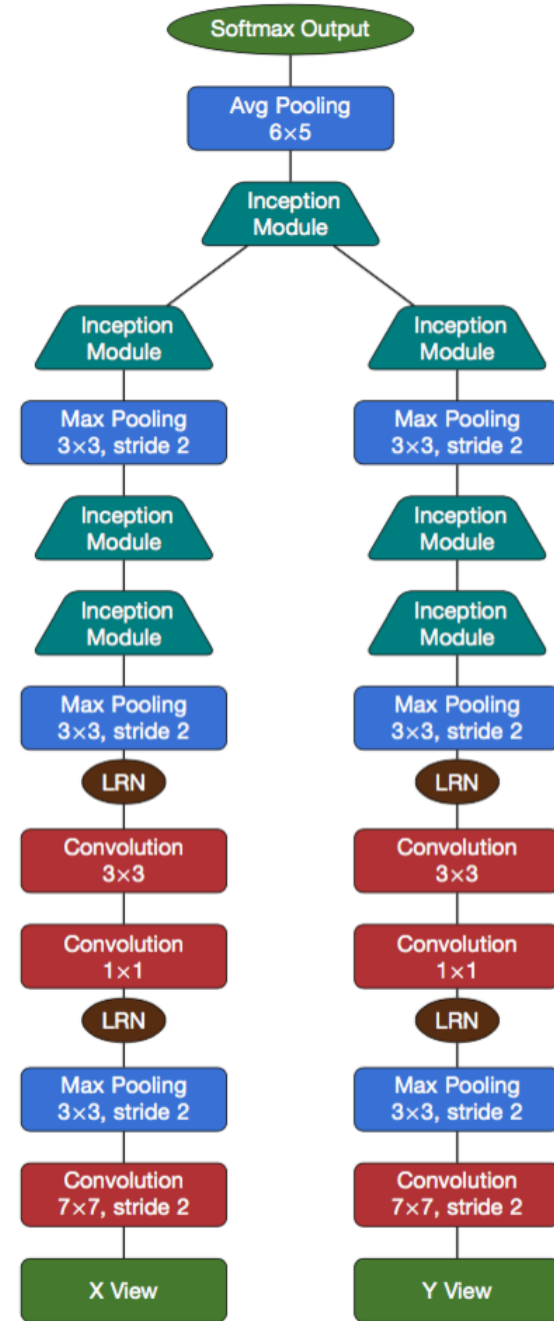 Softmax Output
Avg Pooling
6×5
Inception
Module
Inception
Module
Inception
Module
Max Pooling
3×3, stride 2
Max Pooling
3×3, stride 2
Inception
Module
Inception
Module
Inception
Module
Inception
Module
Max Pooling
3×3, stride 2
Max Pooling
3×3, stride 2
LRN
LRN
Convolution
3×3
Convolution
3×3
Convolution
1×1
Convolution
1×1
LRN
LRN
Max Pooling
3×3, stride 2
Max Pooling
3×3, stride 2
Convolution
7×7, stride 2
Convolution
7×7, stride 2
X View
Y View